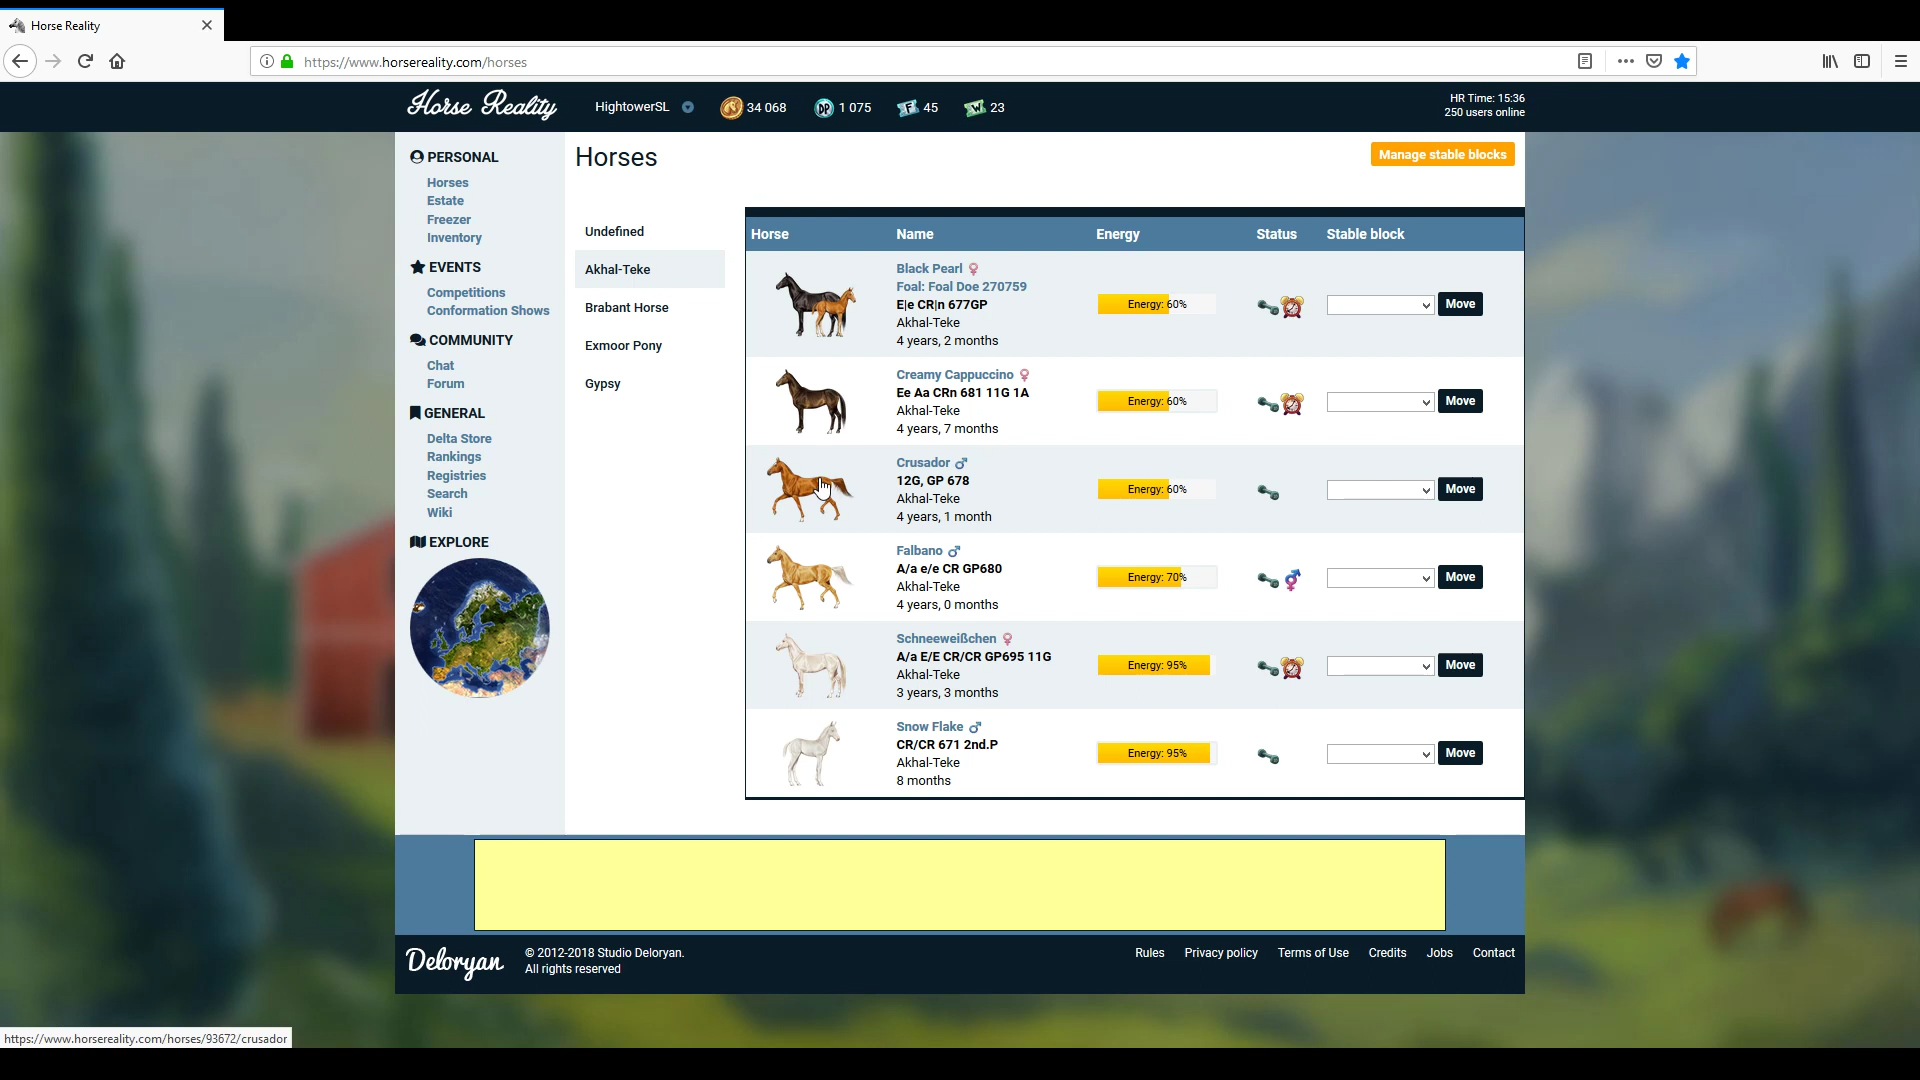 Horse Reality
https://www.horsereality.com/horses
Horse Reality
HightowerSL
34 068
1 075
45
23
HR Time: 15:36
250 users online
PERSONAL
Horses
Estate
Freezer
Inventory
EVENTS
Competitions
Conformation Shows
COMMUNITY
Chat
Forum
GENERAL
Delta Store
Rankings
Registries
Search
Wiki
EXPLORE
Horses
Manage stable blocks
Undefined
Akhal-Teke
Brabant Horse
Exmoor Pony
Gypsy
Horse Name Energy Status Stable block
Black Pearl ♀
Foal: Foal Doe 270759
E|e CR|n 677GP
Akhal-Teke
4 years, 2 months
Energy: 60%
Move
Creamy Cappuccino ♀
Ee Aa CRn 681 11G 1A
Akhal-Teke
4 years, 7 months
Energy: 60%
Move
Crusador ♂
12G, GP 678
Akhal-Teke
4 years, 1 month
Energy: 60%
Move
Falbano ♂
A/a e/e CR GP680
Akhal-Teke
4 years, 0 months
Energy: 70%
Move
Schneeweißchen ♀
A/a E/E CR/CR GP695 11G
Akhal-Teke
3 years, 3 months
Energy: 95%
Move
Snow Flake ♂
CR/CR 671 2nd.P
Akhal-Teke
8 months
Energy: 95%
Move
Deloryan
© 2012-2018 Studio Deloryan.
All rights reserved
Rules Privacy policy Terms of Use Credits Jobs Contact
https://www.horsereality.com/horses/93672/crusador